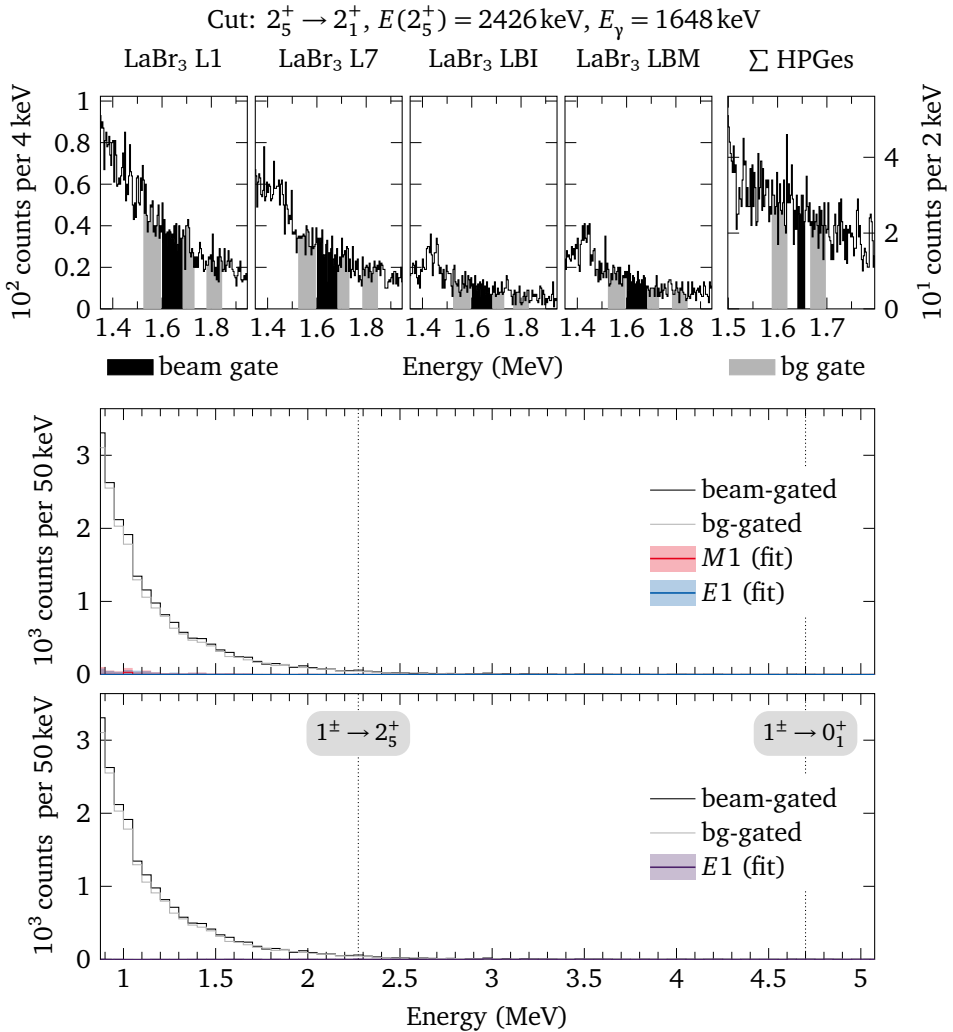 Cut: 2₅⁺ → 2₁⁺, E(2₅⁺) = 2426 keV, E_γ = 1648 keV
LaBr₃ L1 LaBr₃ L7 LaBr₃ LBI LaBr₃ LBM ∑ HPGes
10² counts per 4 keV
1
0.8
0.6
0.4
0.2
0
4
2
0
10¹ counts per 2 keV
1.4 1.6 1.8 1.4 1.6 1.8 1.4 1.6 1.8 1.4 1.6 1.8 1.5 1.6 1.7
beam gate Energy (MeV) bg gate
10³ counts per 50 keV
3
2
1
0
beam-gated
bg-gated
M1 (fit)
E1 (fit)
10³ counts per 50 keV
3
2
1
0
1± → 2₅⁺ 1± → 0₁⁺
beam-gated
bg-gated
E1 (fit)
1 1.5 2 2.5 3 3.5 4 4.5 5
Energy (MeV)